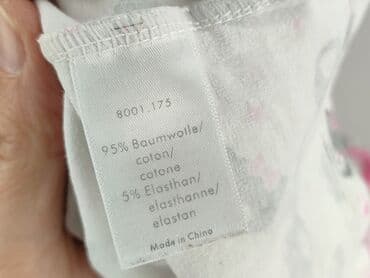 8001.175
95% Baumwolle/
coton/
cotone
5% Elasthan/
elasthanne/
elastan
Made in China